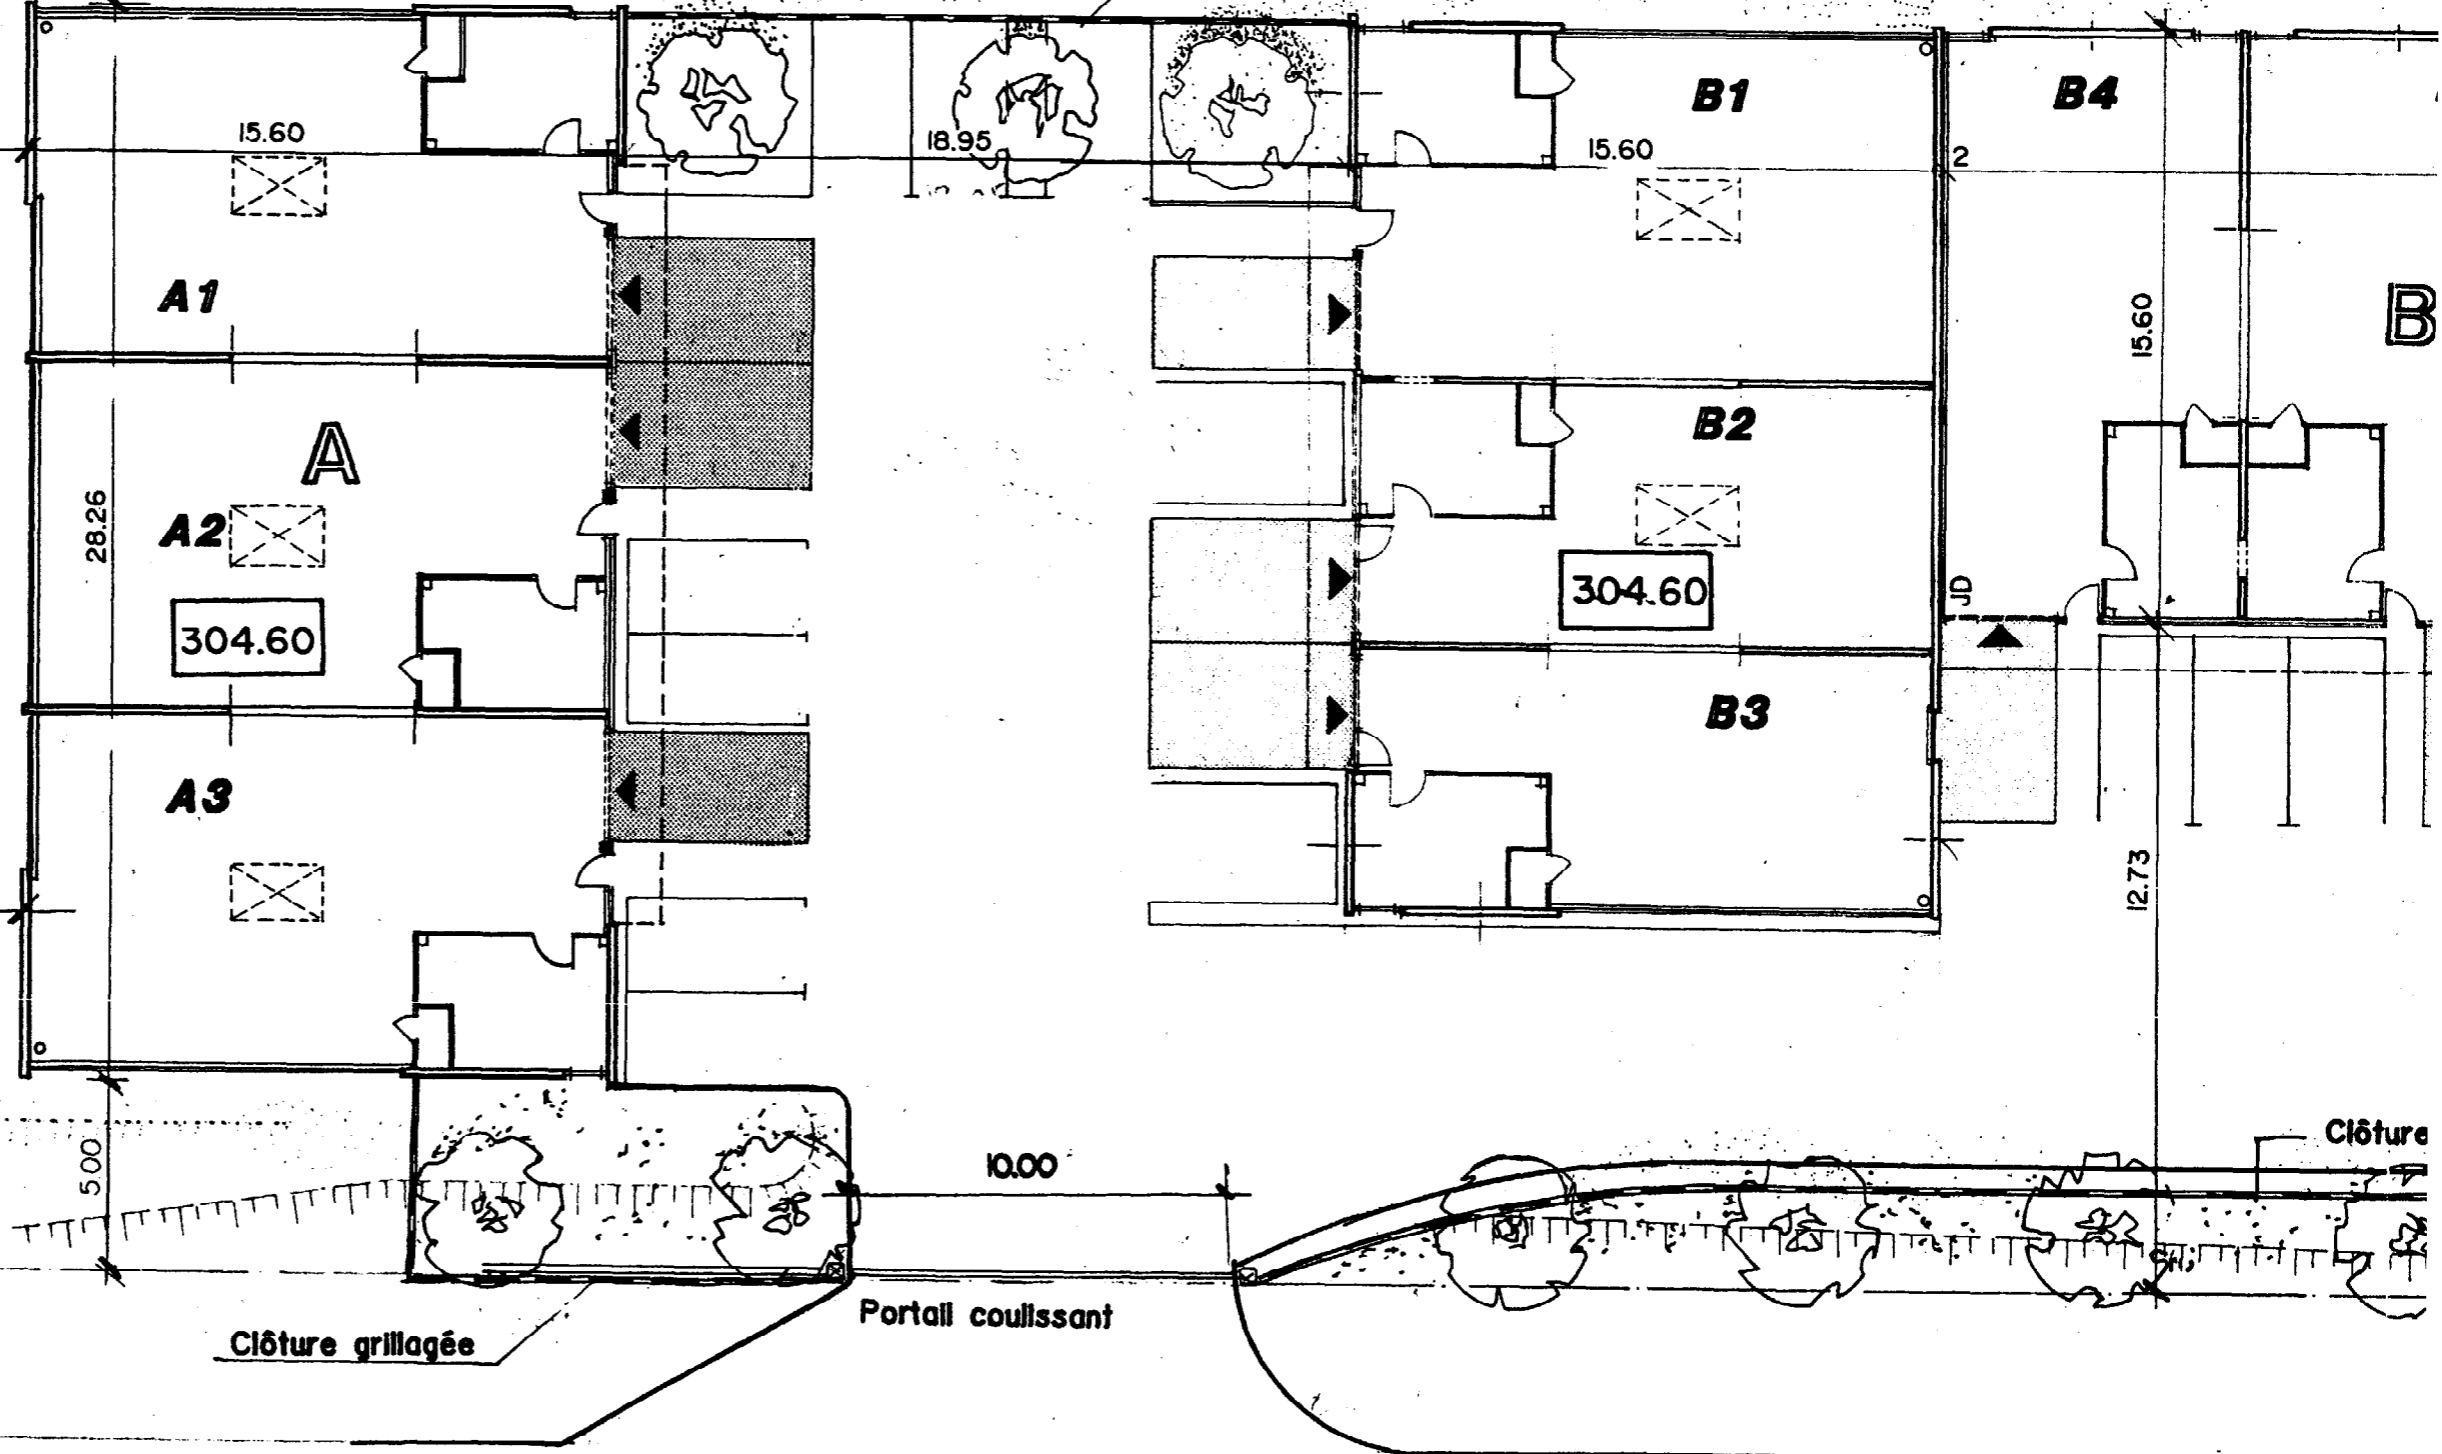 B1
B4
15.60
18.95
15.60
2
A1
B
15.60
B2
A
28.26
A2
304.60
JD
304.60
B3
A3
12.73
5.00
10.00
Clôture
Portail coulissant
Clôture grillagée